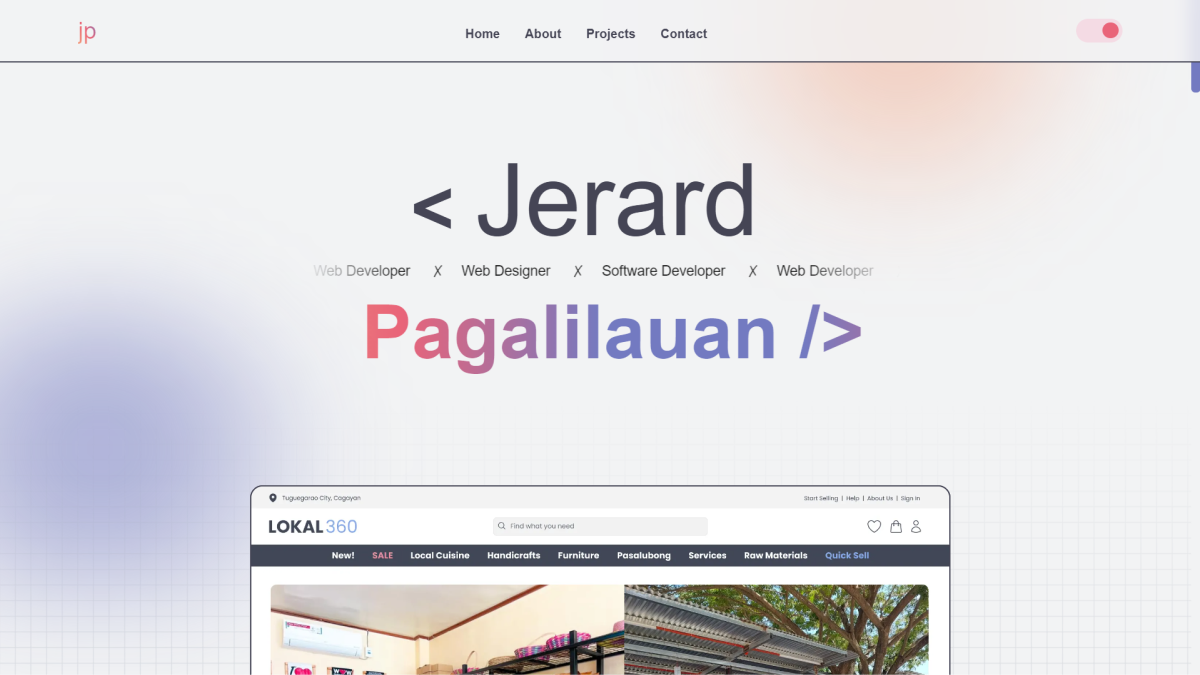 jp
Home About Projects Contact
< Jerard
Web Developer X Web Designer X Software Developer X Web Developer
Pagalilauan />
Tuguegarao City, Cagayan
Start Selling | Help | About Us | Sign In
LOKAL360
Find what you need
New! SALE Local Cuisine Handicrafts Furniture Pasalubong Services Raw Materials Quick Sell